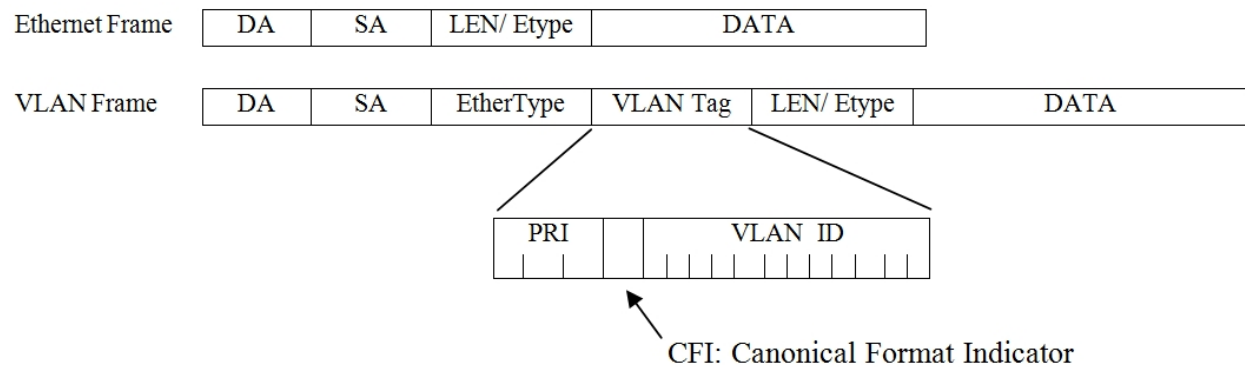 Ethernet Frame DA SA LEN/ Etype DATA
VLAN Frame DA SA EtherType VLAN Tag LEN/ Etype DATA
PRI VLAN ID
CFI: Canonical Format Indicator